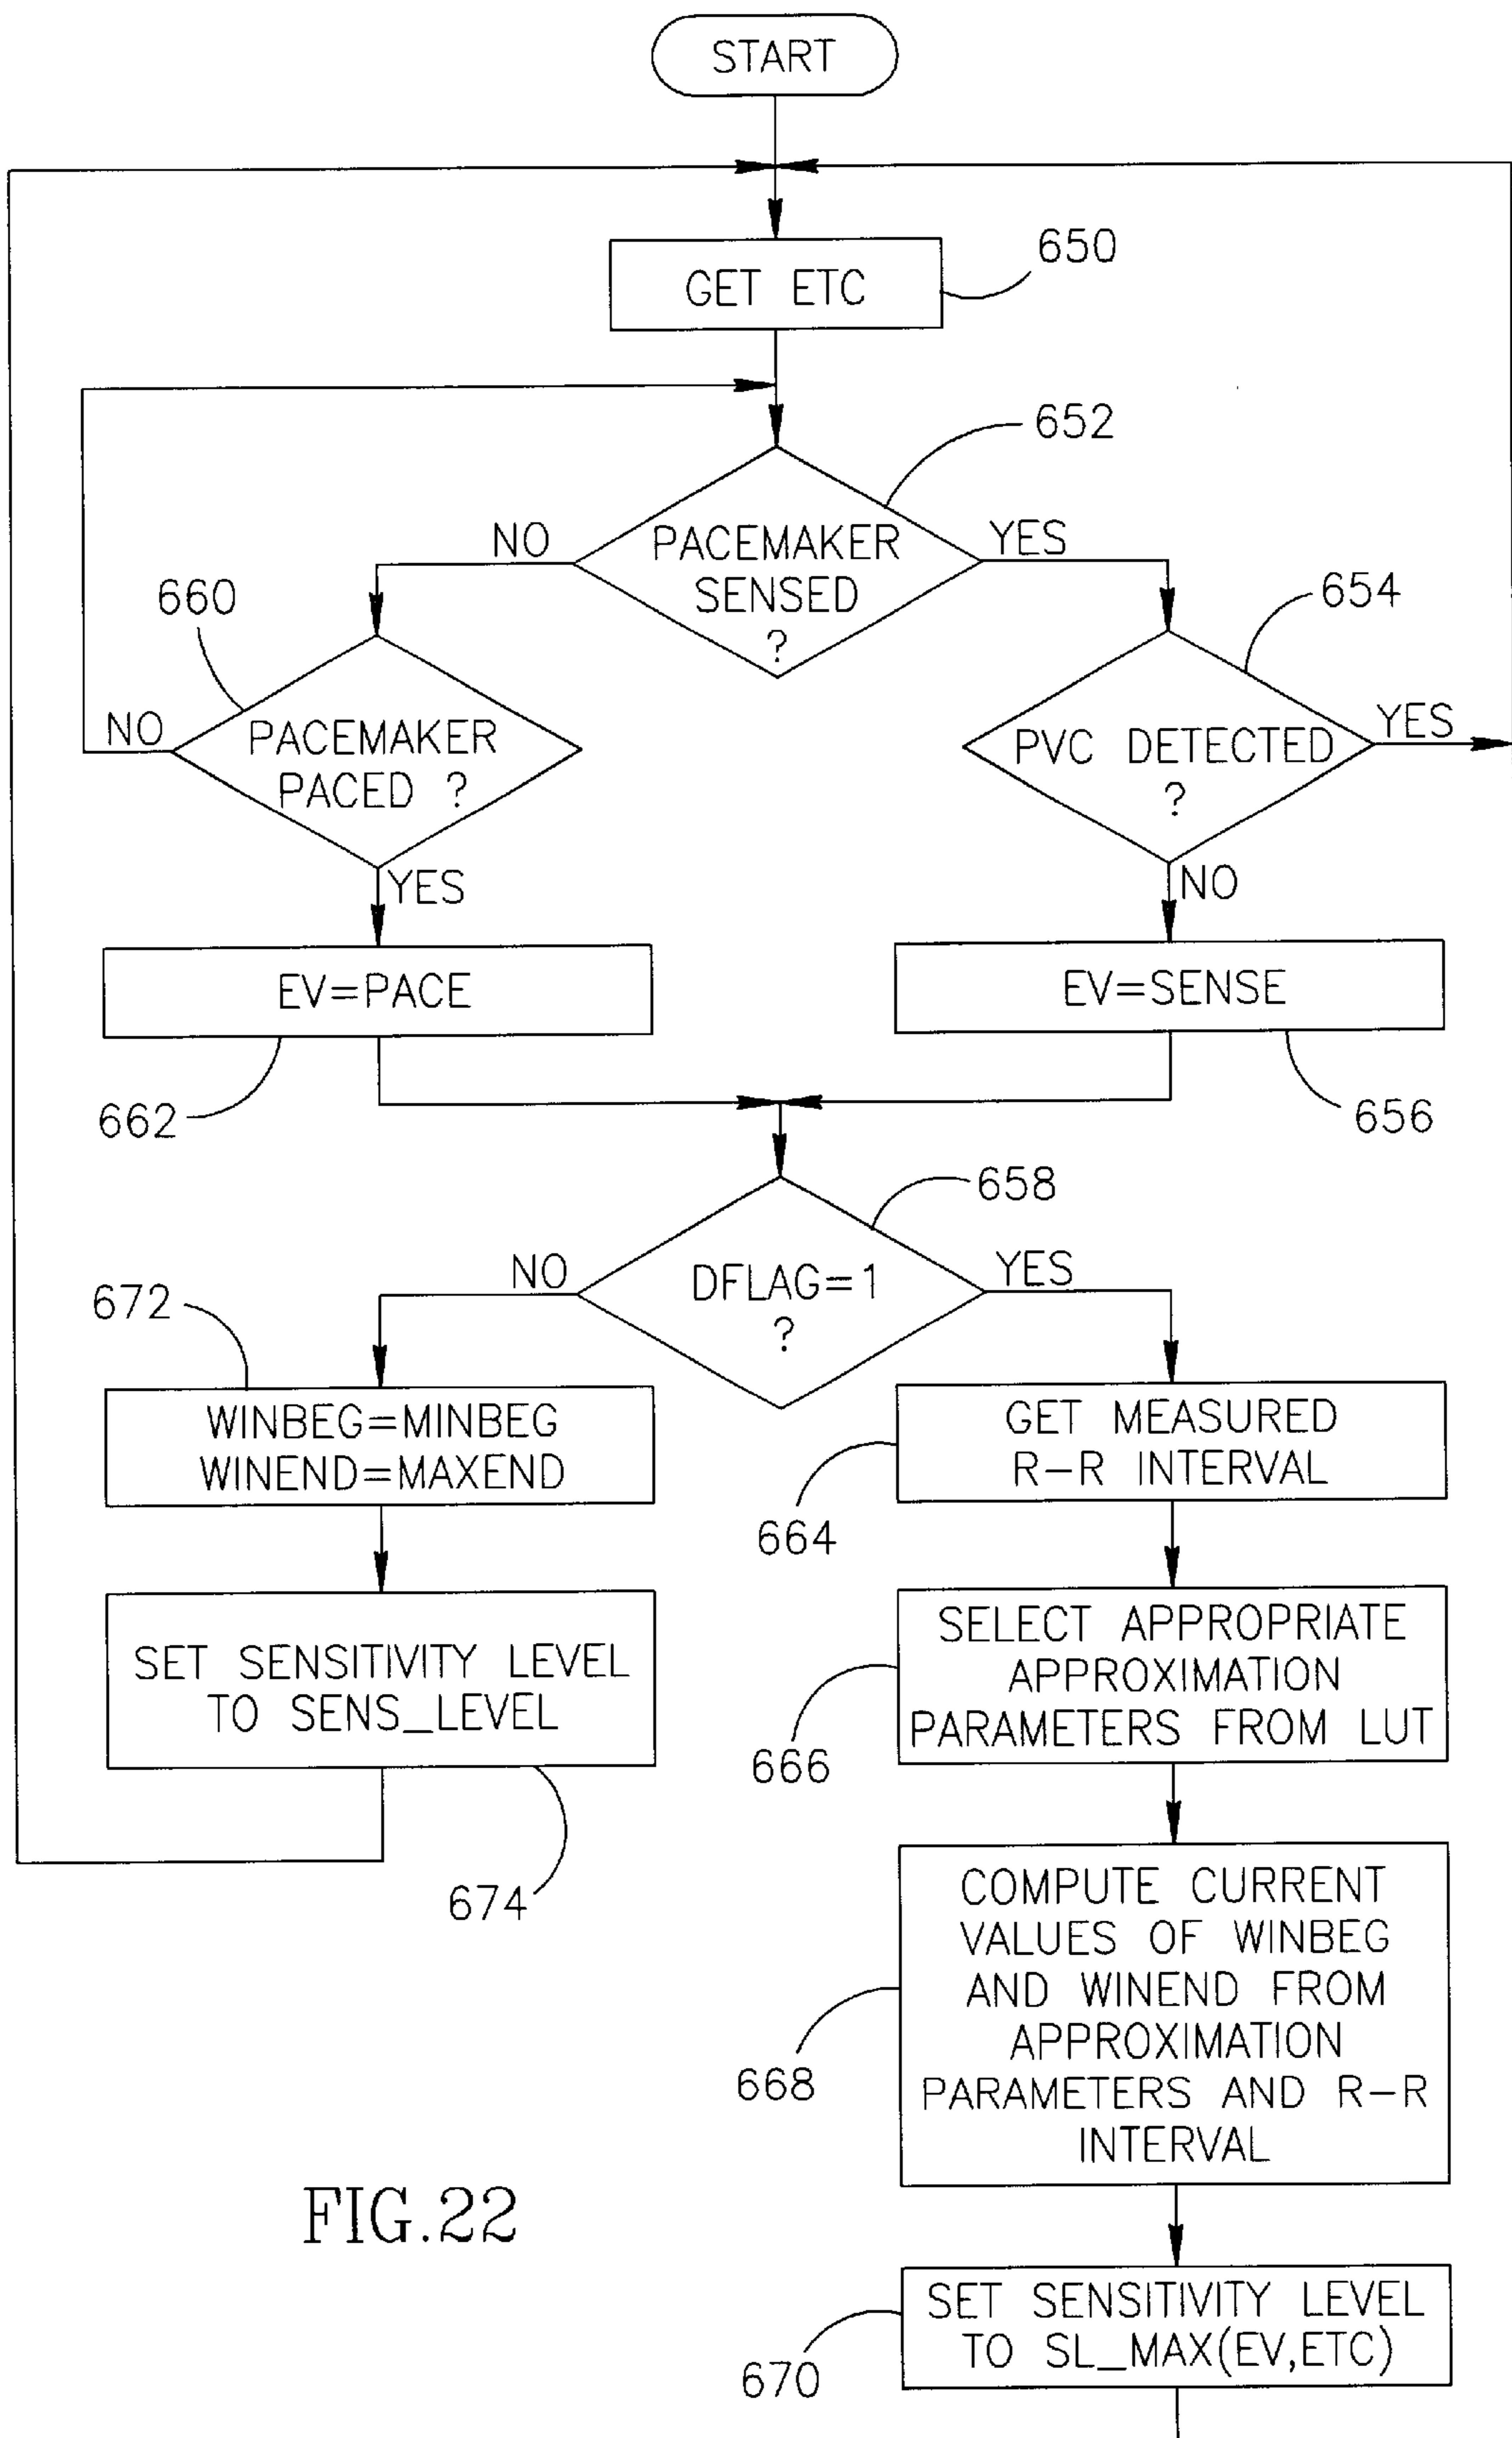 START
GET ETC
650
652
PACEMAKER
SENSED
?
NO
YES
660
654
PACEMAKER
PACED ?
NO
YES
PVC DETECTED
?
YES
NO
EV=PACE
EV=SENSE
662
656
658
DFLAG=1
?
NO
YES
672
WINBEG=MINBEG
WINEND=MAXEND
GET MEASURED
R-R INTERVAL
664
SET SENSITIVITY LEVEL
TO SENS_LEVEL
674
SELECT APPROPRIATE
APPROXIMATION
PARAMETERS FROM LUT
666
COMPUTE CURRENT
VALUES OF WINBEG
AND WINEND FROM
APPROXIMATION
PARAMETERS AND R-R
INTERVAL
668
SET SENSITIVITY LEVEL
TO SL_MAX(EV,ETC)
670
FIG.22